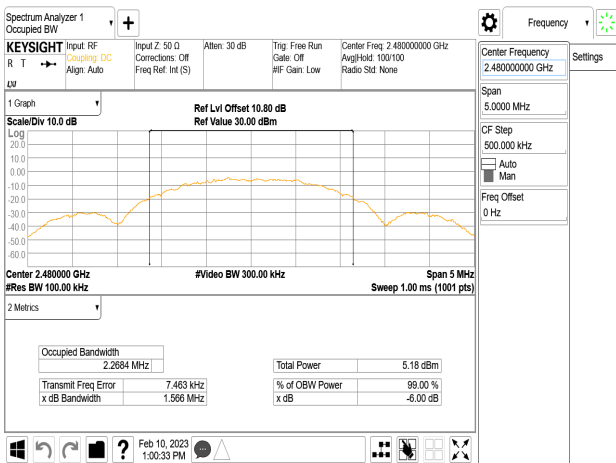 Spectrum Analyzer 1
Occupied BW
Frequency
KEYSIGHT
R T
LXI
Input: RF
Coupling: DC
Align: Auto
Input Z: 50 Ω
Corrections: Off
Freq Ref: Int (S)
Atten: 30 dB
Trig: Free Run
Gate: Off
#IF Gain: Low
Center Freq: 2.480000000 GHz
Avg|Hold: 100/100
Radio Std: None
Center Frequency
2.480000000 GHz
Settings
Span
5.0000 MHz
CF Step
500.000 kHz
Auto
Man
Freq Offset
0 Hz
1 Graph
Scale/Div 10.0 dB
Ref Lvl Offset 10.80 dB
Ref Value 30.00 dBm
Log
20.0
10.0
0.00
-10.0
-20.0
-30.0
-40.0
-50.0
-60.0
Center 2.480000 GHz
#Video BW 300.00 kHz
Span 5 MHz
#Res BW 100.00 kHz
Sweep 1.00 ms (1001 pts)
2 Metrics
Occupied Bandwidth
2.2684 MHz
Total Power 5.18 dBm
Transmit Freq Error 7.463 kHz
% of OBW Power 99.00 %
x dB Bandwidth 1.566 MHz
x dB -6.00 dB
?
Feb 10, 2023
1:00:33 PM